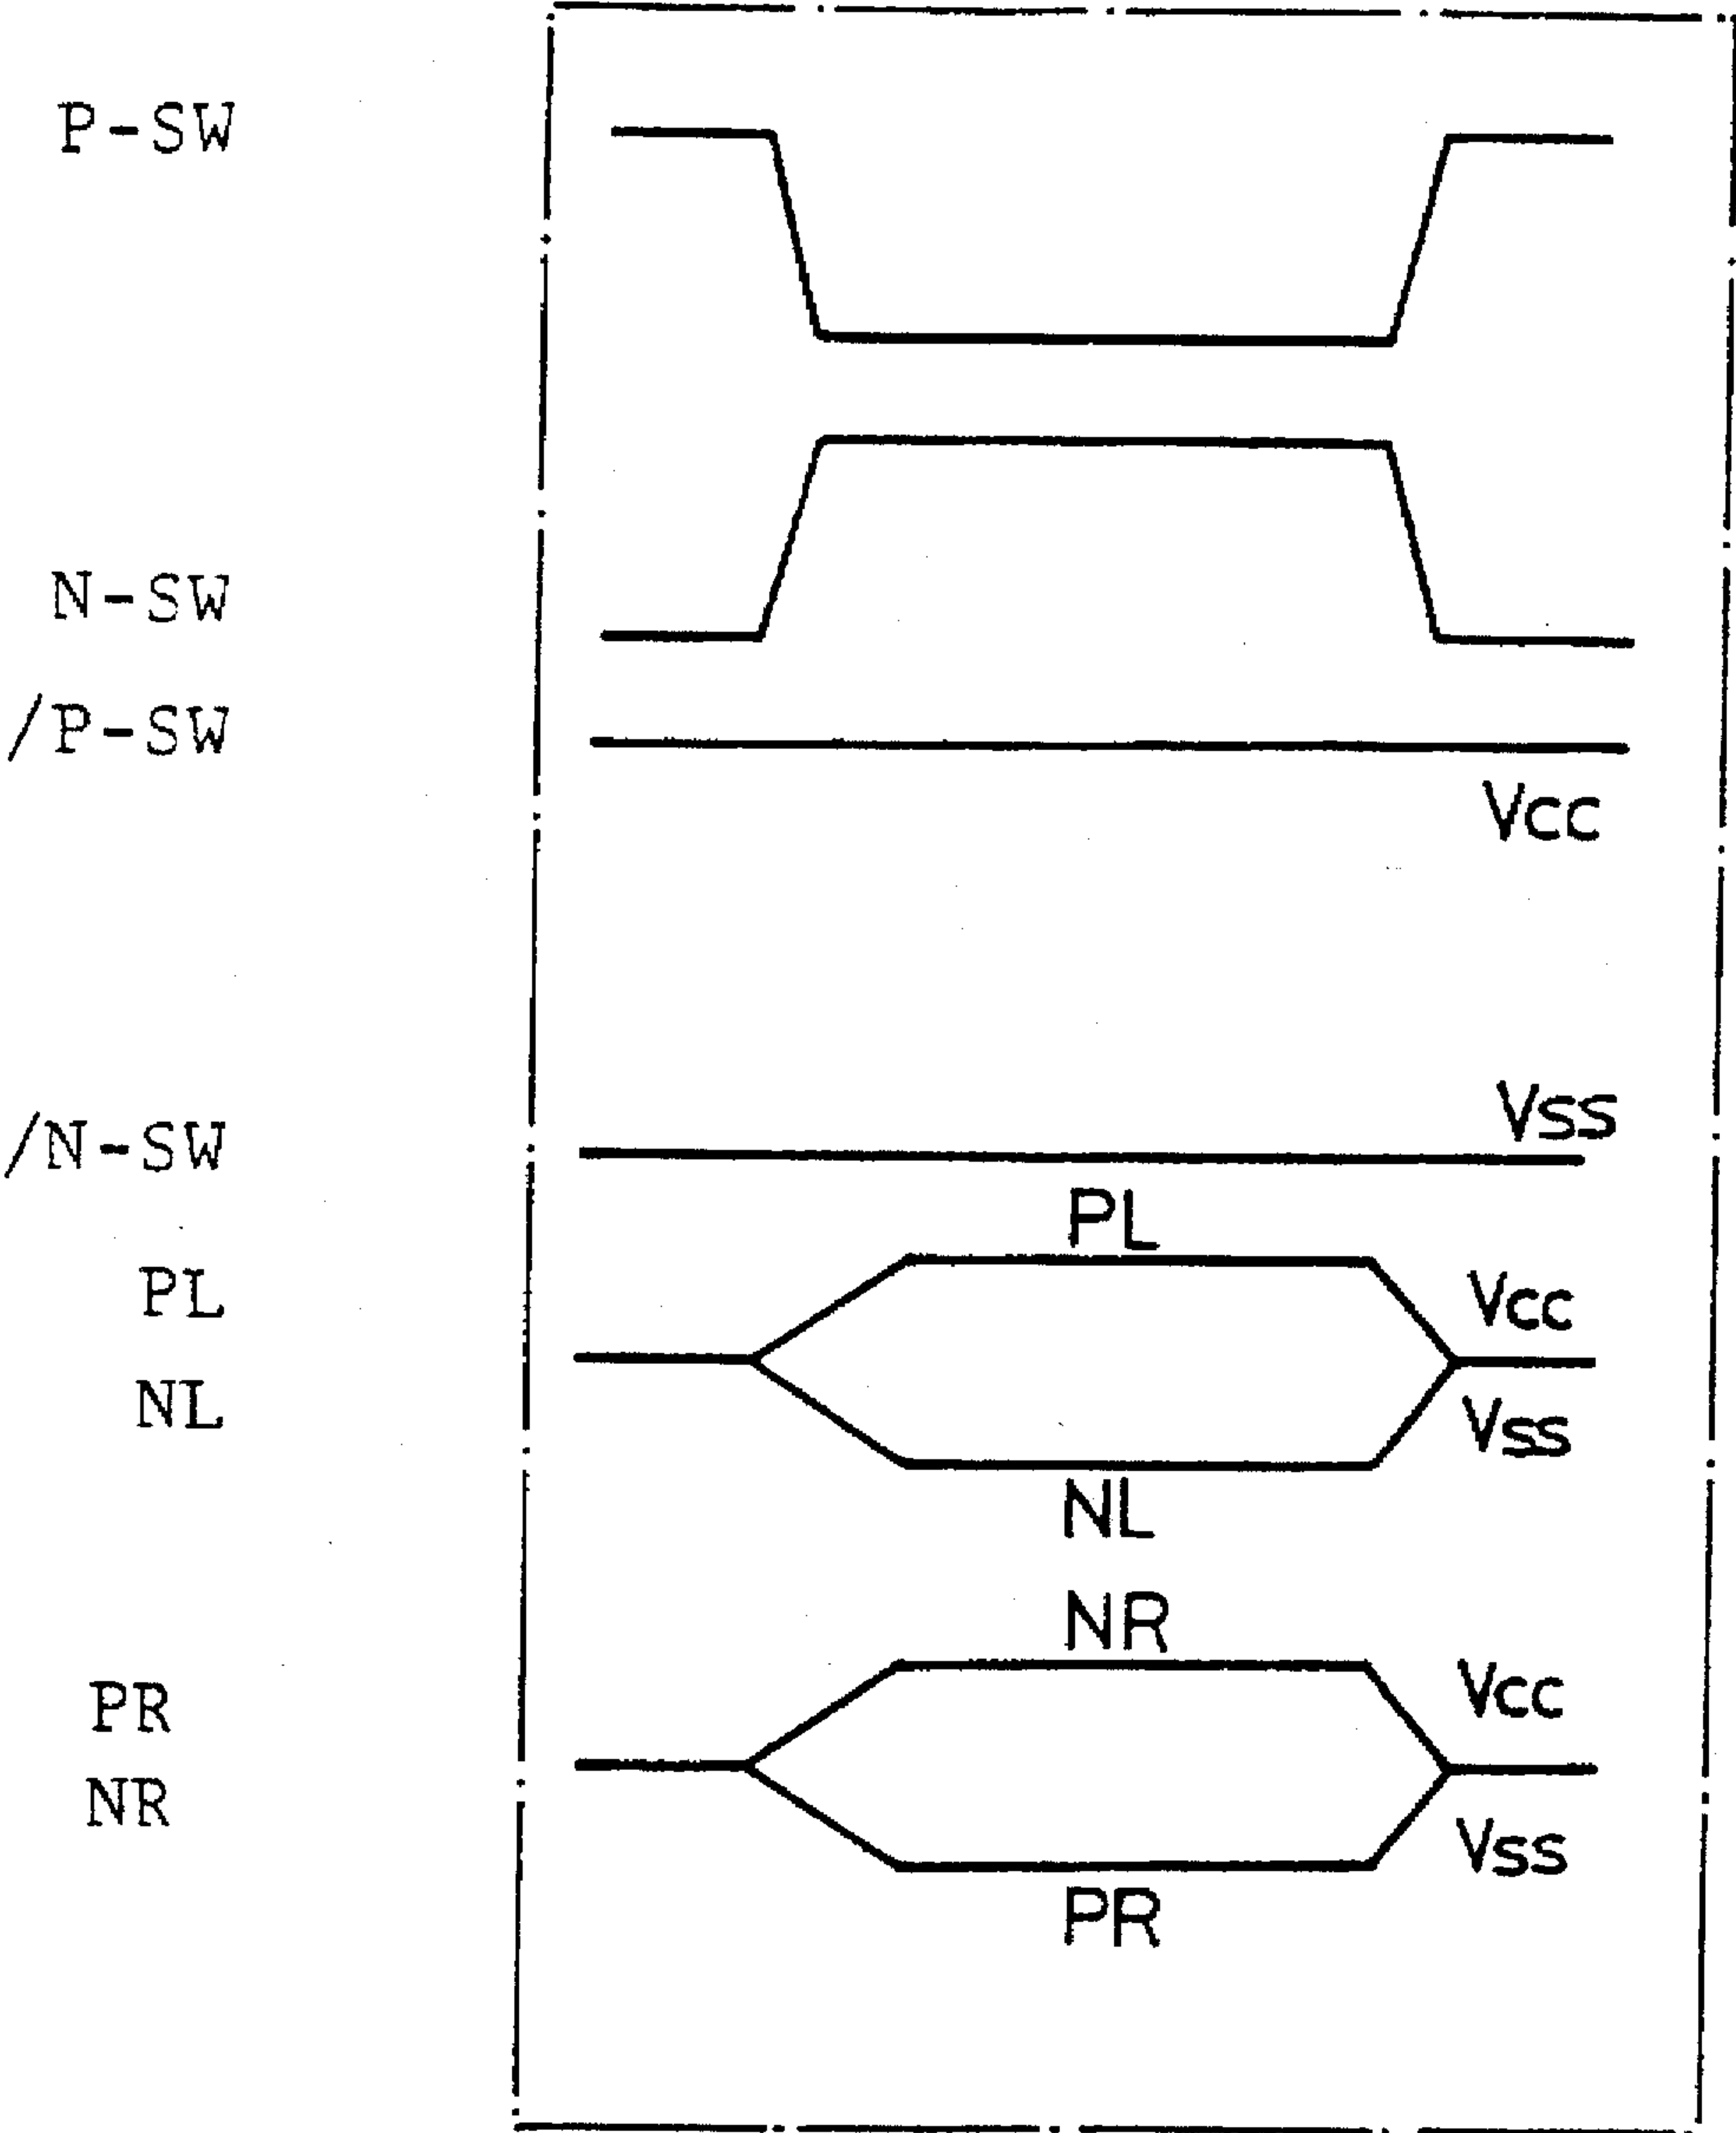 P-SW
N-SW
/P-SW
Vcc
Vss
/N-SW
PL
PL
Vcc
NL
Vss
NL
NR
PR
Vcc
NR
Vss
PR